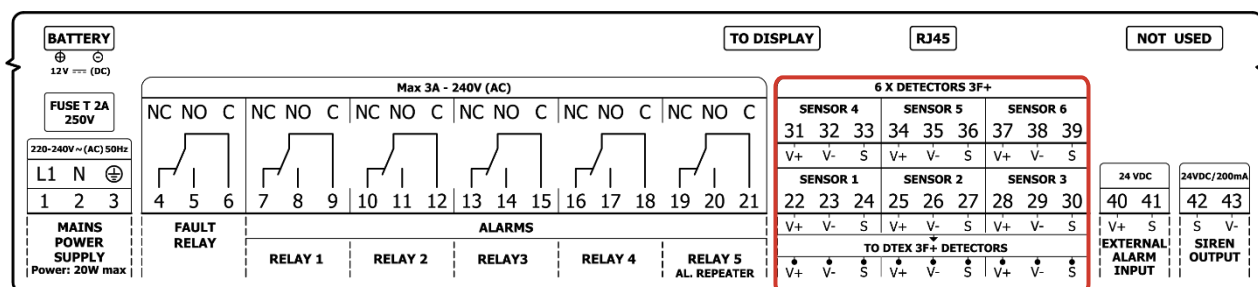 BATTERY
⊕ ⊖
12V ⎓ (DC)
TO DISPLAY
RJ45
NOT USED
FUSE T 2A
250V
Max 3A - 240V (AC)
NC NO C NC NO C NC NO C NC NO C NC NO C NC NO C
6 X DETECTORS 3F+
SENSOR 4 SENSOR 5 SENSOR 6
31 32 33 34 35 36 37 38 39
V+ V- S V+ V- S V+ V- S
220-240V~(AC) 50Hz
L1 N ⏚
SENSOR 1 SENSOR 2 SENSOR 3
24 VDC
24VDC/200mA
1 2 3 4 5 6 7 8 9 10 11 12 13 14 15 16 17 18 19 20 21 22 23 24 25 26 27 28 29 30 40 41 42 43
V+ V- S V+ V- S V+ V- S V+ S S V-
MAINS
POWER
SUPPLY
Power: 20W max
FAULT
RELAY
ALARMS
RELAY 1 RELAY 2 RELAY3 RELAY 4 RELAY 5
AL. REPEATER
TO DTEX 3F+ DETECTORS
V+ V- S V+ V- S V+ V- S
EXTERNAL
ALARM
INPUT
SIREN
OUTPUT